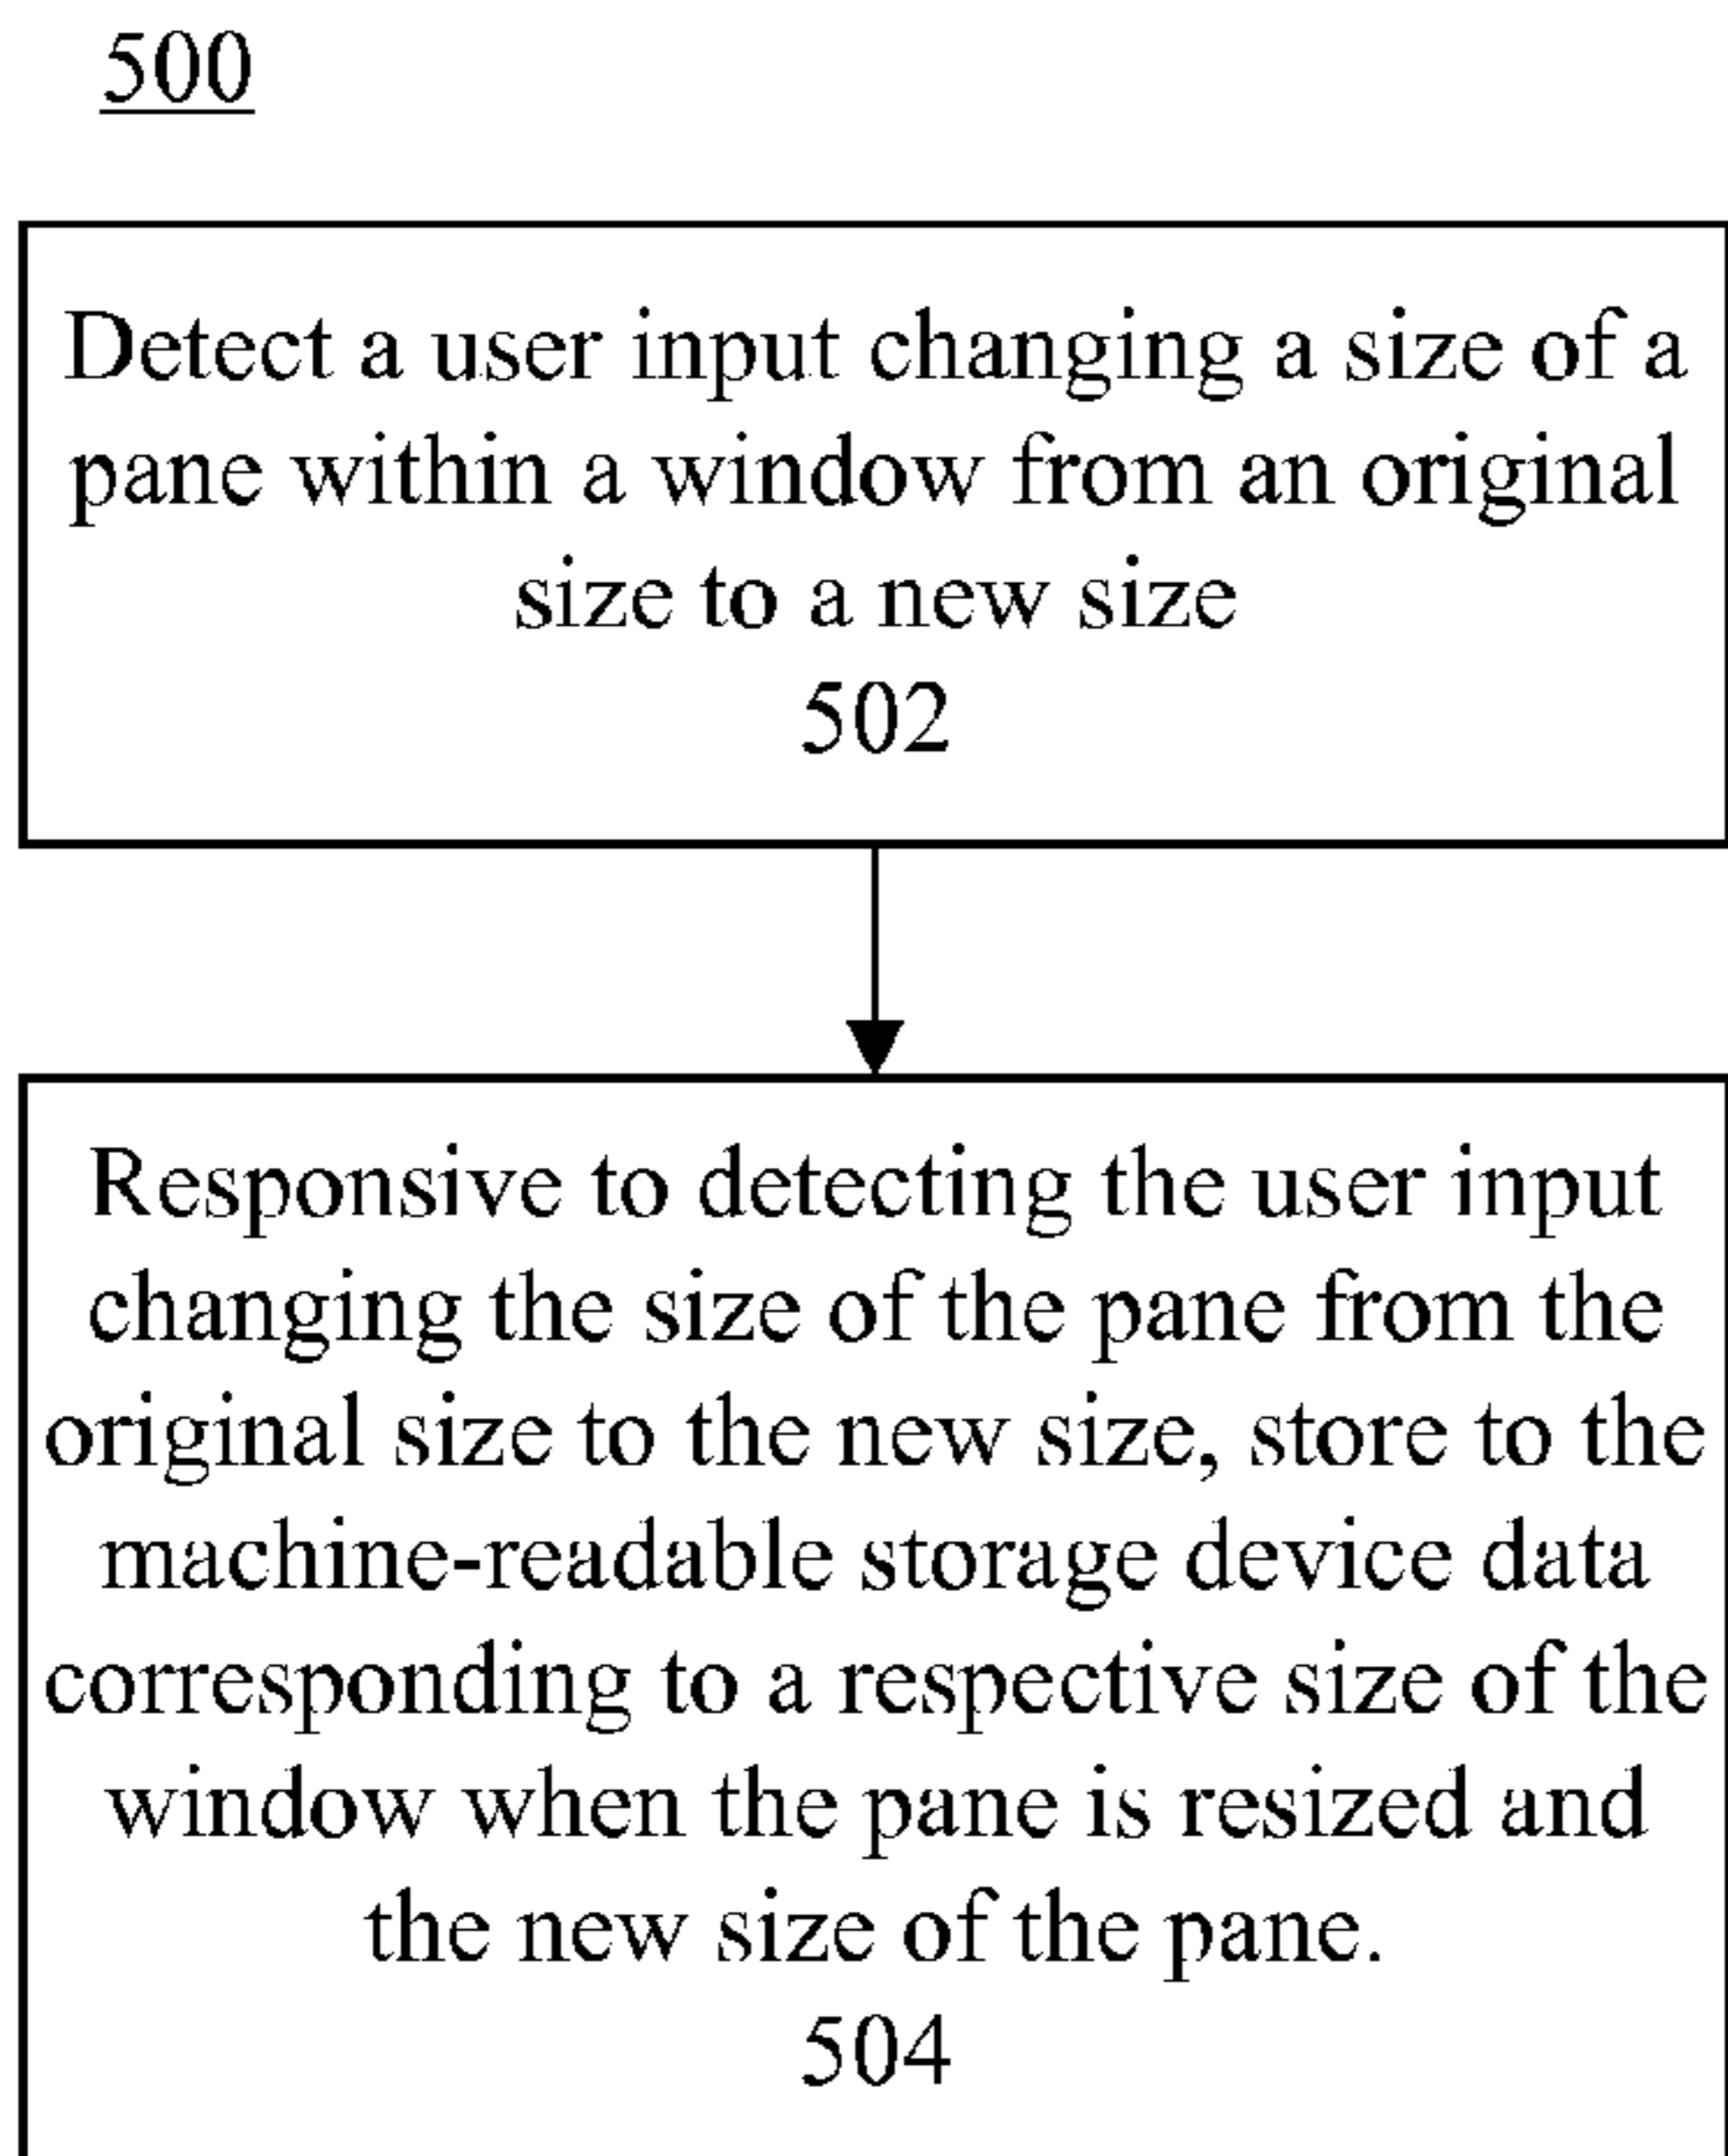 500
Detect a user input changing a size of a
pane within a window from an original
size to a new size
502
Responsive to detecting the user input
changing the size of the pane from the
original size to the new size, store to the
machine-readable storage device data
corresponding to a respective size of the
window when the pane is resized and
the new size of the pane.
504